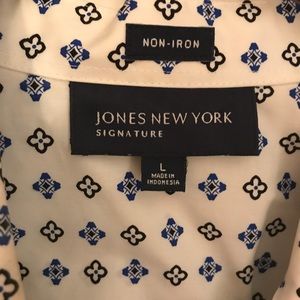 NON-IRON
JONES NEW YORK
SIGNATURE
L
MADE IN
INDONESIA